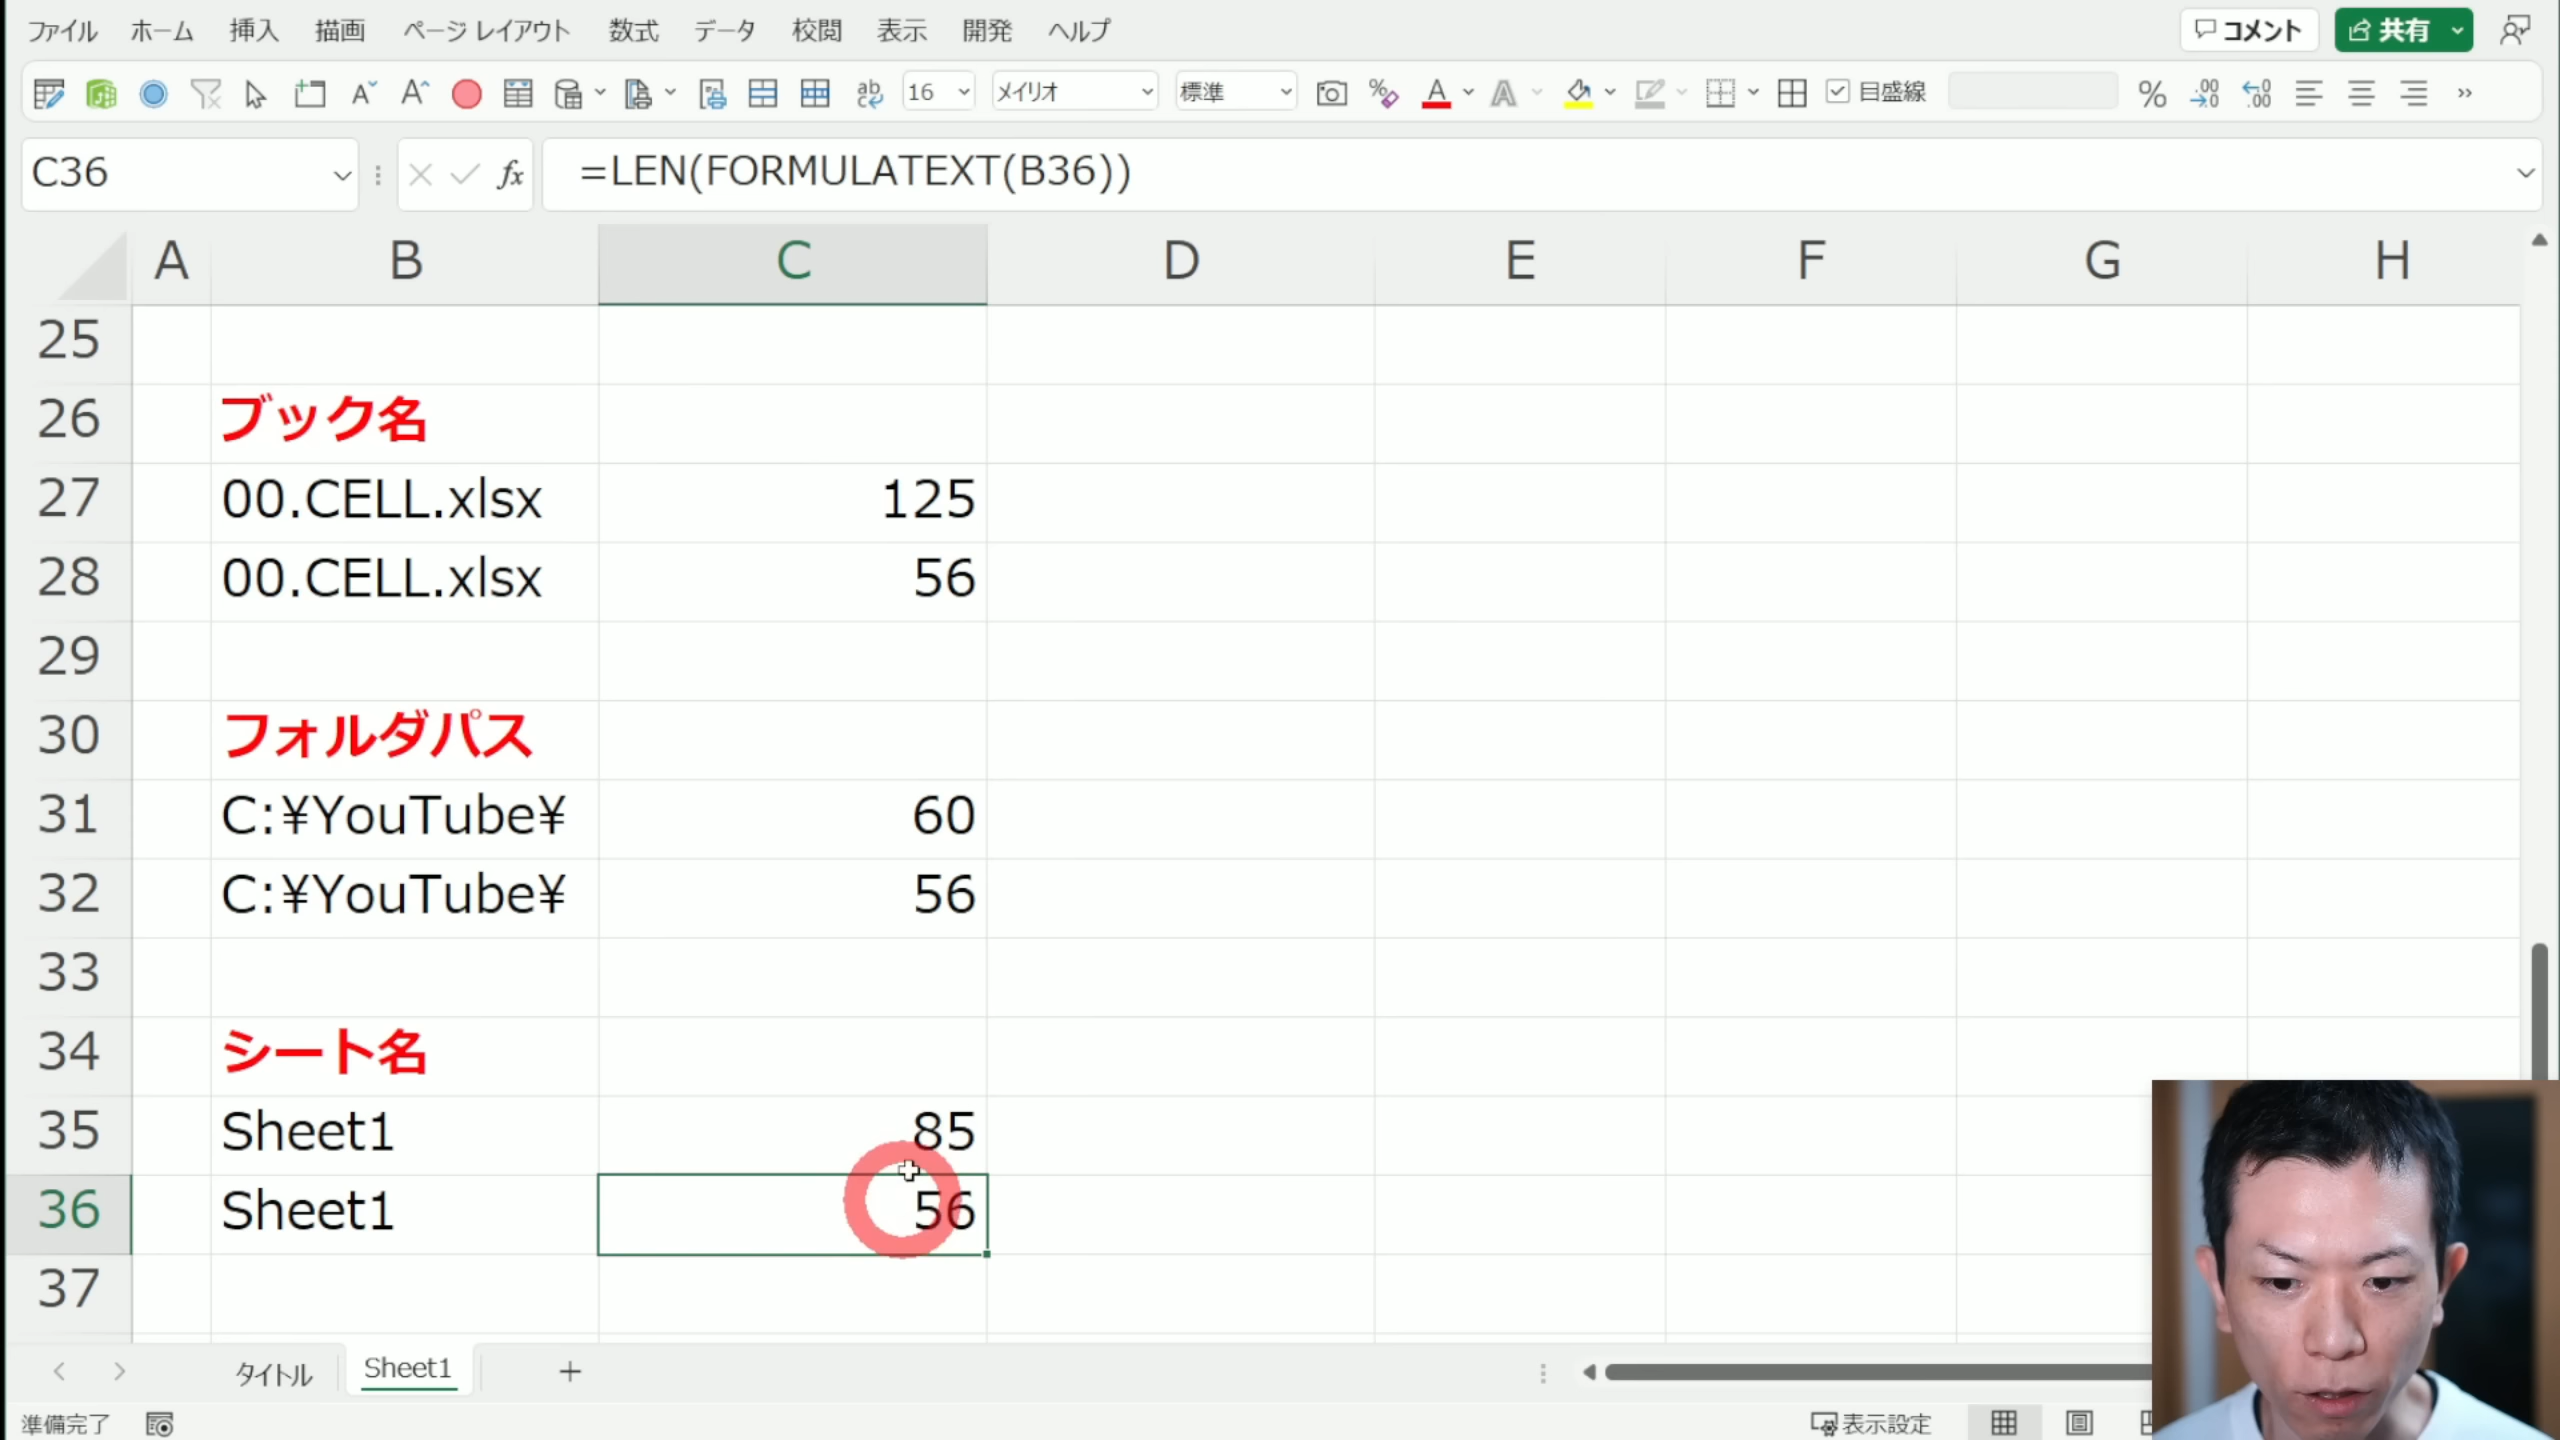 ファイル ホーム 挿入 描画 ページ レイアウト 数式 データ 校閲 表示 開発 ヘルプ コメント 共有
16 メイリオ 標準 目盛線
C36 fx =LEN(FORMULATEXT(B36))
A B C D E F G H
25
26 ブック名
27 00.CELL.xlsx 125
28 00.CELL.xlsx 56
29
30 フォルダパス
31 C:¥YouTube¥ 60
32 C:¥YouTube¥ 56
33
34 シート名
35 Sheet1 85
36 Sheet1 56
37
タイトル Sheet1
準備完了 表示設定